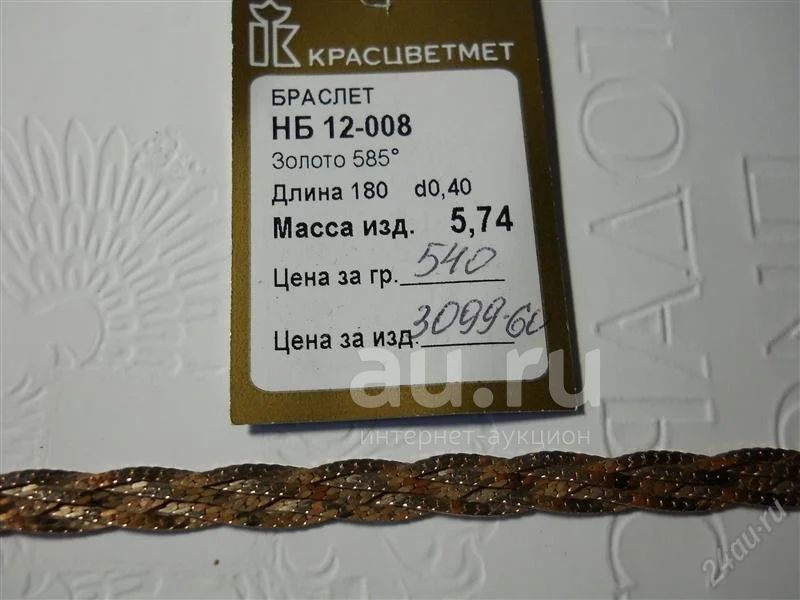 КРАСЦВЕТМЕТ
БРАСЛЕТ
НБ 12-008
Золото 585°
Длина 180 d0,40
Масса изд. 5,74
Цена за гр. 540
Цена за изд. 3099-60
au.ru
интернет-аукцион
24au.ru